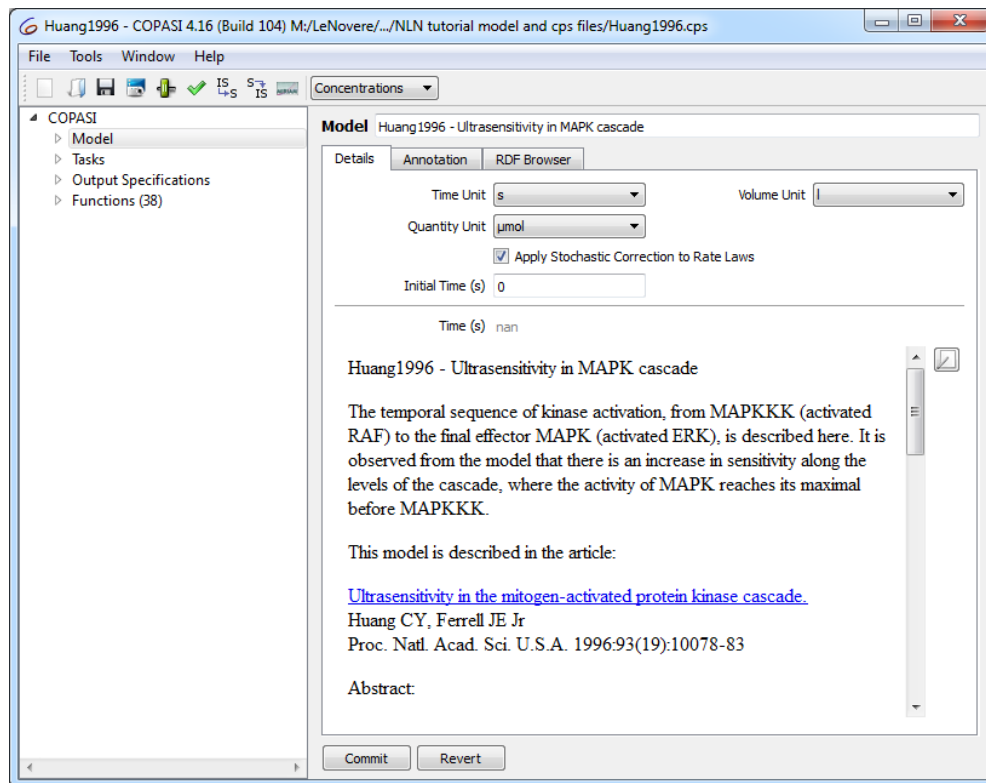 Huang1996 - COPASI 4.16 (Build 104) M:/LeNovere/.../NLN tutorial model and cps files/Huang1996.cps
File Tools Window Help
Concentrations
COPASI
Model
Tasks
Output Specifications
Functions (38)
Model Huang1996 - Ultrasensitivity in MAPK cascade
Details Annotation RDF Browser
Time Unit s Volume Unit l
Quantity Unit µmol
Apply Stochastic Correction to Rate Laws
Initial Time (s) 0
Time (s) nan
Huang1996 - Ultrasensitivity in MAPK cascade
The temporal sequence of kinase activation, from MAPKKK (activated
RAF) to the final effector MAPK (activated ERK), is described here. It is
observed from the model that there is an increase in sensitivity along the
levels of the cascade, where the activity of MAPK reaches its maximal
before MAPKKK.
This model is described in the article:
Ultrasensitivity in the mitogen-activated protein kinase cascade.
Huang CY, Ferrell JE Jr
Proc. Natl. Acad. Sci. U.S.A. 1996:93(19):10078-83
Abstract:
Commit Revert